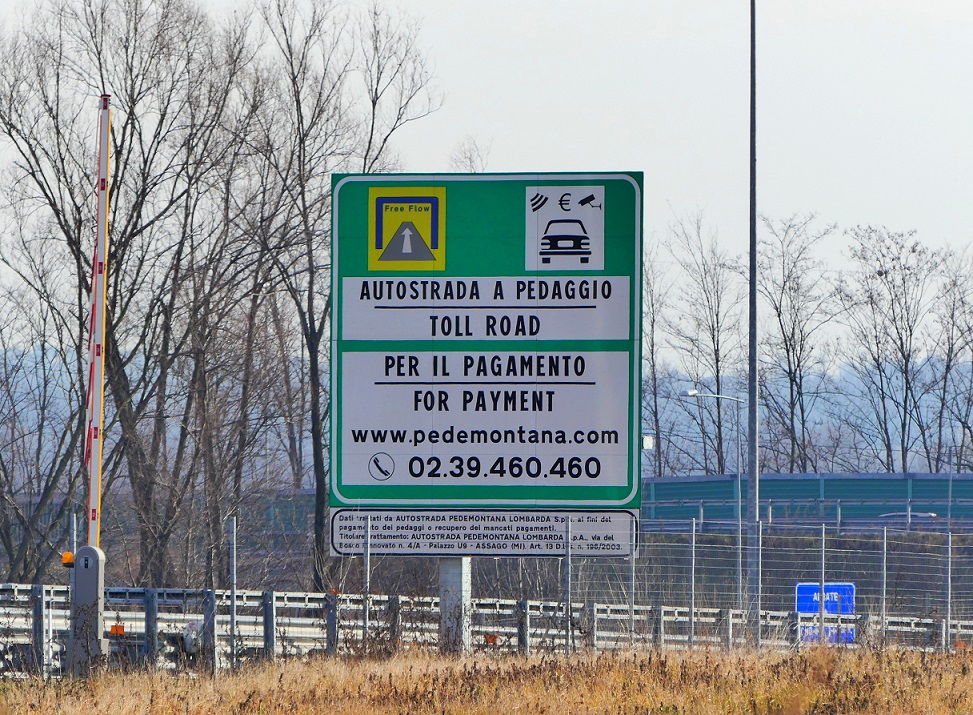 Free Flow
€
AUTOSTRADA A PEDAGGIO
TOLL ROAD
PER IL PAGAMENTO
FOR PAYMENT
www.pedemontana.com
02.39.460.460
Dati trattati da AUTOSTRADA PEDEMONTANA LOMBARDA S.p.A. ai fini del
pagamento dei pedaggi o recupero dei mancati pagamenti.
Titolare trattamento: AUTOSTRADA PEDEMONTANA LOMBARDA S.p.A., via del
Bosco Rinnovato n. 4/A - Palazzo U9 - ASSAGO (MI). Art. 13 D.Lgs. n. 196/2003.
ALBATE